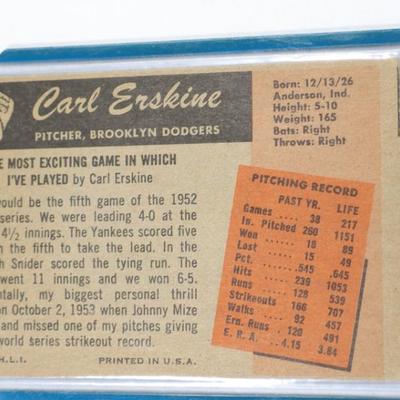 Carl Erskine
PITCHER, BROOKLYN DODGERS
Born: 12/13/26
Anderson, Ind.
Height: 5-10
Weight: 165
Bats: Right
Throws: Right
E MOST EXCITING GAME IN WHICH
I'VE PLAYED by Carl Erskine
ould be the fifth game of the 1952
series. We were leading 4-0 at the
4½ innings. The Yankees scored five
in the fifth to take the lead. In the
h Snider scored the tying run. The
went 11 innings and we won 6-5.
ntally, my biggest personal thrill
on October 2, 1953 when Johnny Mize
and missed one of my pitches giving
world series strikeout record.
H.L.I. PRINTED IN U.S.A.
PITCHING RECORD
PAST YR. LIFE
Games 38 217
In. Pitched 260 1151
Won 18 89
Lost 15 49
Pct. .545 .645
Hits 239 1053
Runs 128 539
Strikeouts 166 707
Walks 92 457
Ern. Runs 120 491
E. R. A. 4.15 3.84